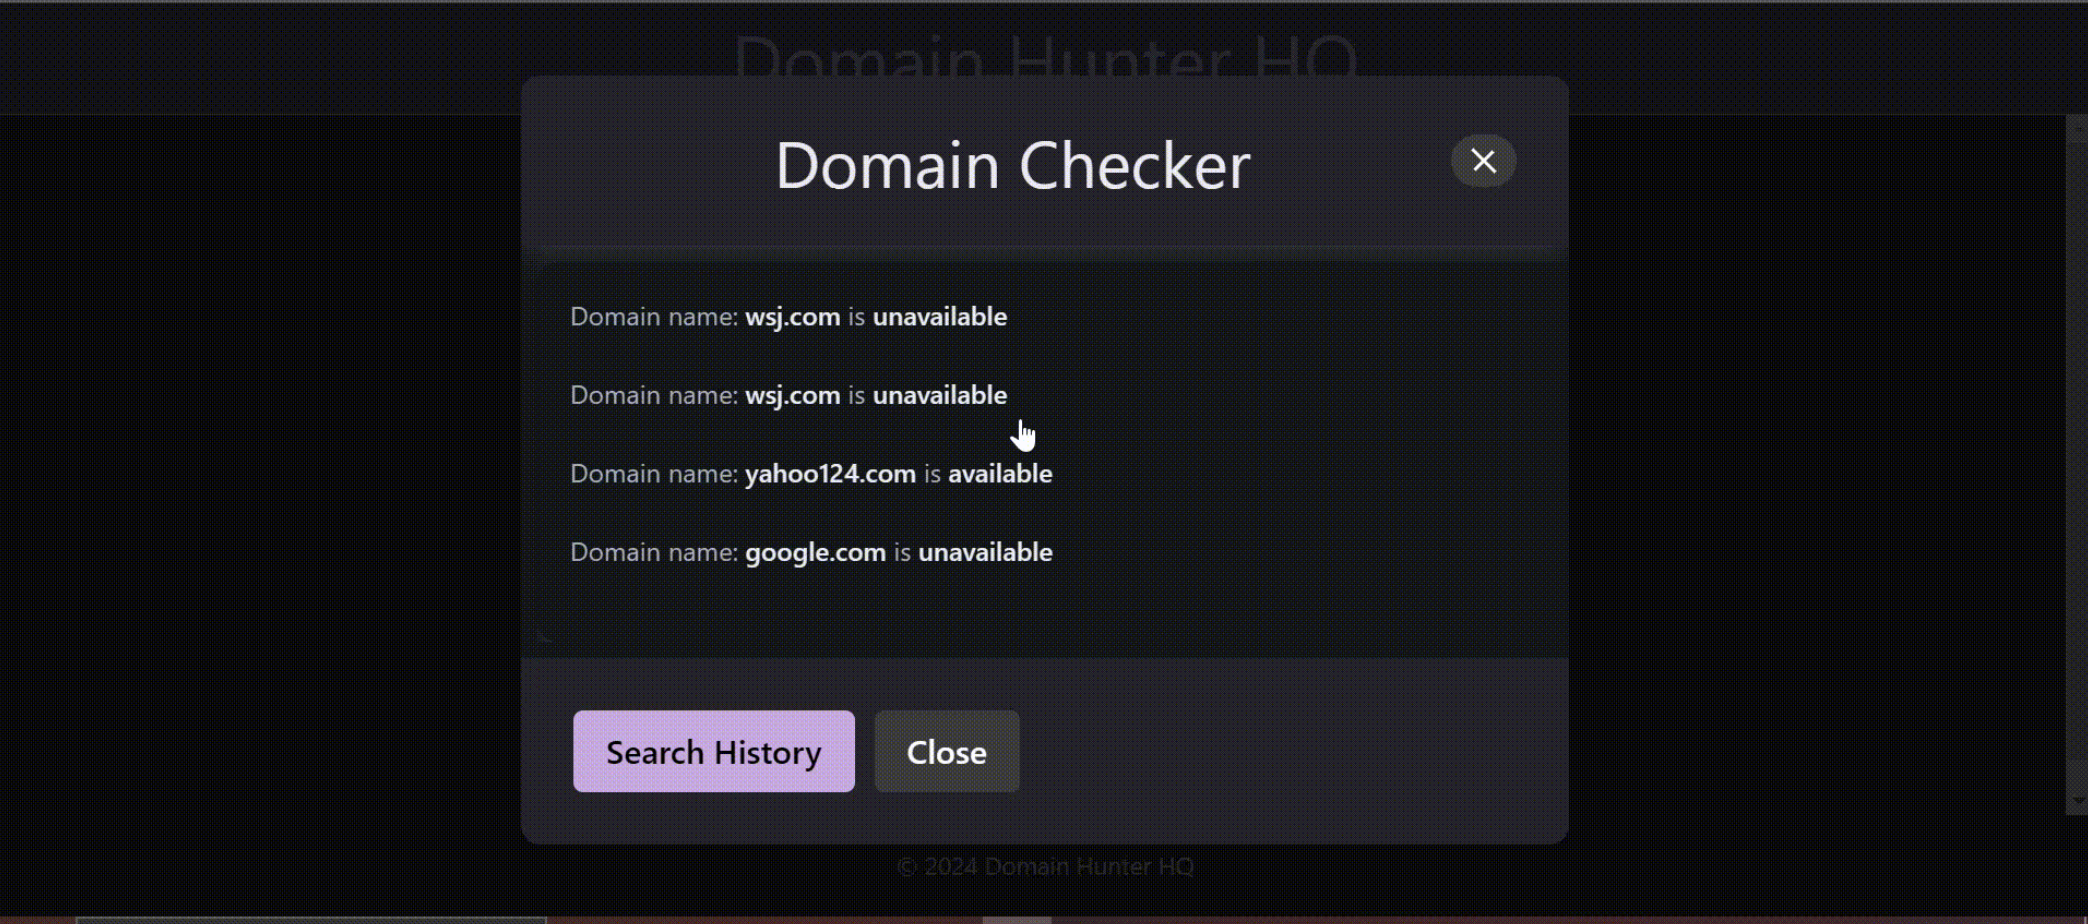 Domain Hunter HQ
Domain Checker
Domain name: wsj.com is unavailable
Domain name: wsj.com is unavailable
Domain name: yahoo124.com is available
Domain name: google.com is unavailable
Search History
Close
© 2024 Domain Hunter HQ